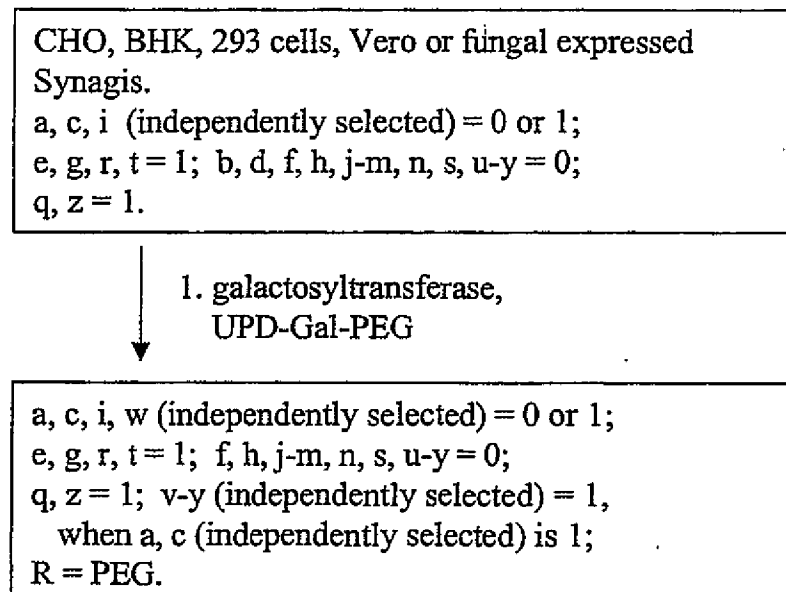 CHO, BHK, 293 cells, Vero or fungal expressed
Synagis.
a, c, i (independently selected) = 0 or 1;
e, g, r, t = 1; b, d, f, h, j-m, n, s, u-y = 0;
q, z = 1.
1. galactosyltransferase,
UPD-Gal-PEG
a, c, i, w (independently selected) = 0 or 1;
e, g, r, t = 1; f, h, j-m, n, s, u-y = 0;
q, z = 1; v-y (independently selected) = 1,
when a, c (independently selected) is 1;
R = PEG.